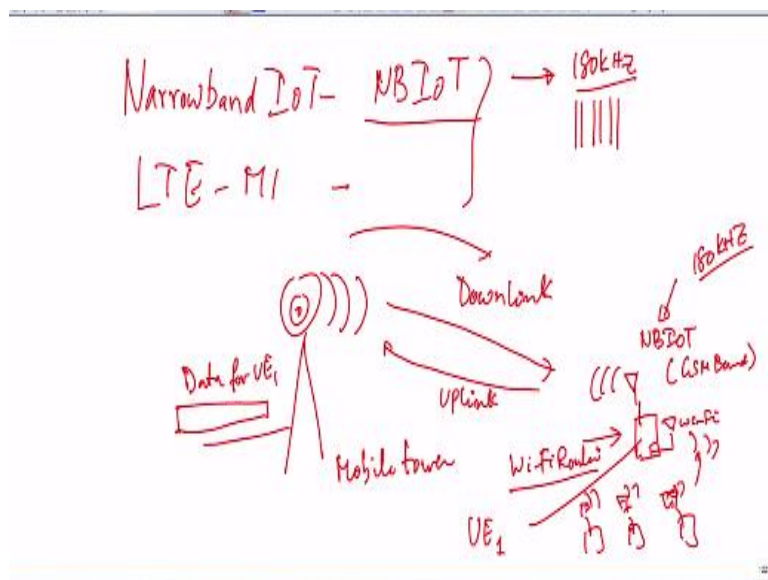 Narrowband IoT - NBIoT
180kHz
LTE - M1 -
Downlink
180kHZ
NBIoT
(GSM Band)
Data for UE1
Uplink
Mobile tower
Wi-Fi Router
UE1